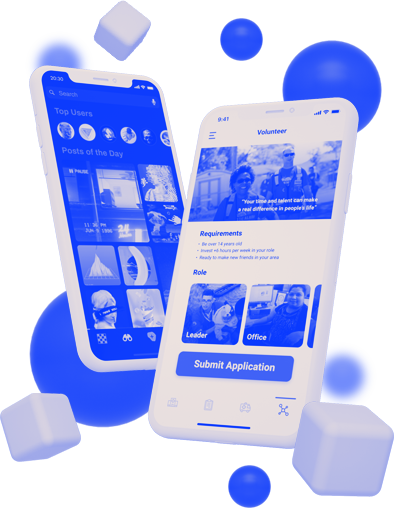 20:30
Search
Top Users
Posts of the Day
PAUSE
9:41
Volunteer
"Your time and talent can make
a real difference in people's life"
Requirements
Be over 14 years old
Invest +6 hours per week in your role
Ready to make new friends in your area
Role
Leader
Office
Submit Application